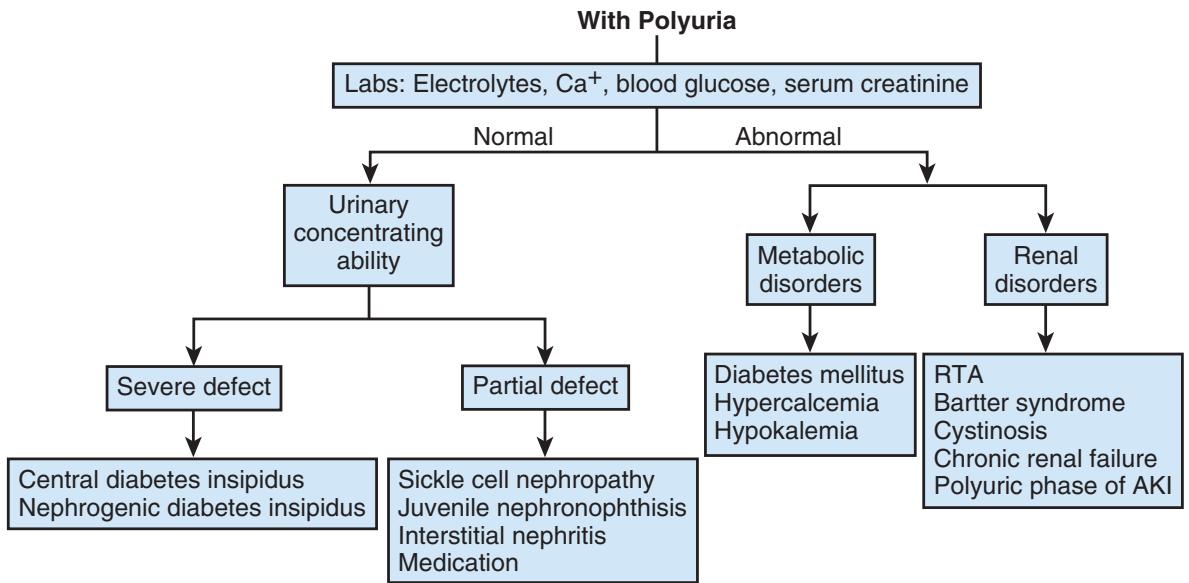 With Polyuria
Labs: Electrolytes, Ca+, blood glucose, serum creatinine
Normal
Abnormal
Urinary
concentrating
ability
Metabolic
disorders
Renal
disorders
Severe defect
Partial defect
Diabetes mellitus
Hypercalcemia
Hypokalemia
RTA
Bartter syndrome
Cystinosis
Chronic renal failure
Polyuric phase of AKI
Central diabetes insipidus
Nephrogenic diabetes insipidus
Sickle cell nephropathy
Juvenile nephronophthisis
Interstitial nephritis
Medication